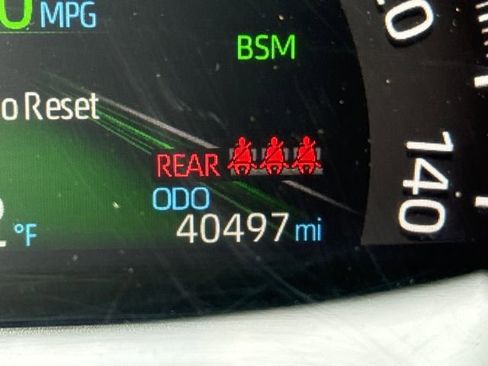 MPG
BSM
o Reset
REAR
ODO
°F
40497 mi
140